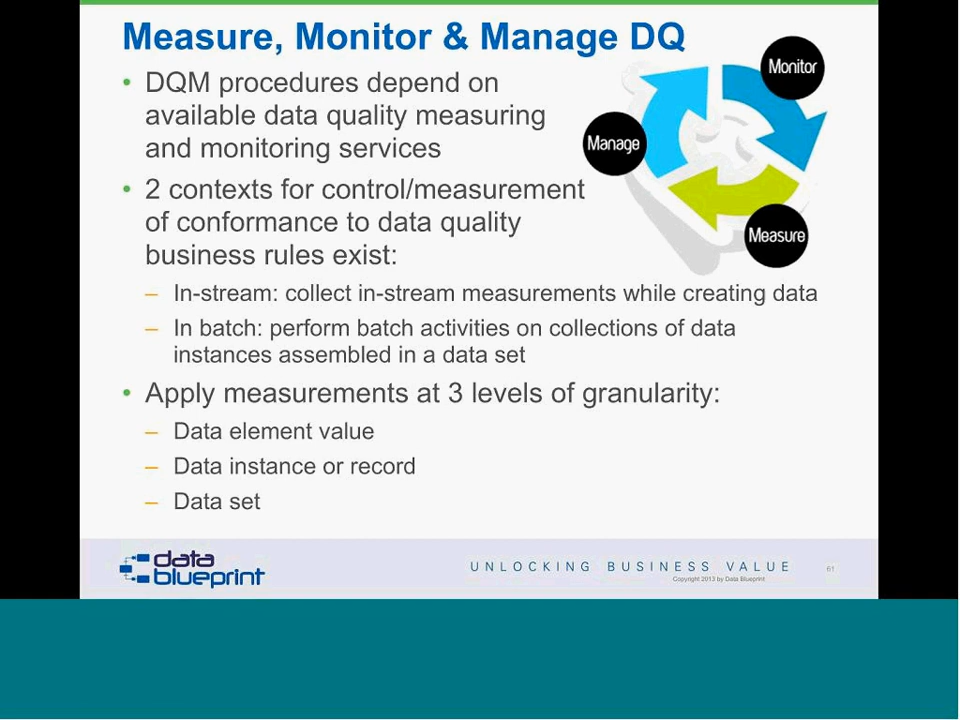 Measure, Monitor & Manage DQ
• DQM procedures depend on
available data quality measuring
and monitoring services
• 2 contexts for control/measurement
of conformance to data quality
business rules exist:
– In-stream: collect in-stream measurements while creating data
– In batch: perform batch activities on collections of data
instances assembled in a data set
• Apply measurements at 3 levels of granularity:
– Data element value
– Data instance or record
– Data set
Monitor
Manage
Measure
data
blueprint
UNLOCKING BUSINESS VALUE
61
Copyright 2013 by Data Blueprint